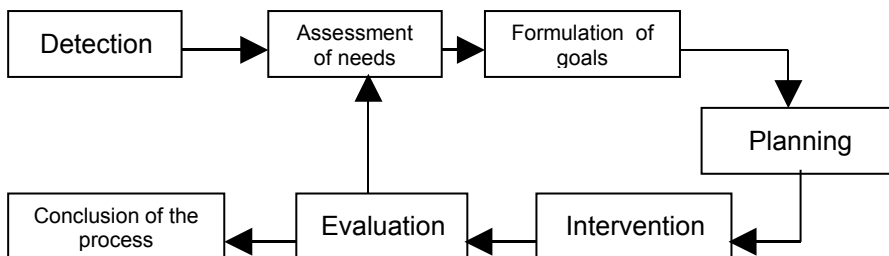 Detection
Assessment
of needs
Formulation of
goals
Planning
Intervention
Evaluation
Conclusion of the
process